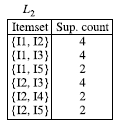 L2
Itemset Sup. count
{I1, I2} 4
{I1, I3} 4
{I1, I5} 2
{I2, I3} 4
{I2, I4} 2
{I2, I5} 2